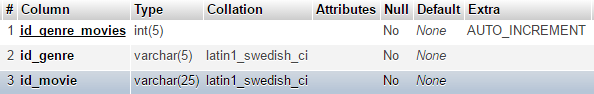 # Column Type Collation Attributes Null Default Extra
1 id_genre_movies int(5) No None AUTO_INCREMENT
2 id_genre varchar(5) latin1_swedish_ci No None
3 id_movie varchar(25) latin1_swedish_ci No None